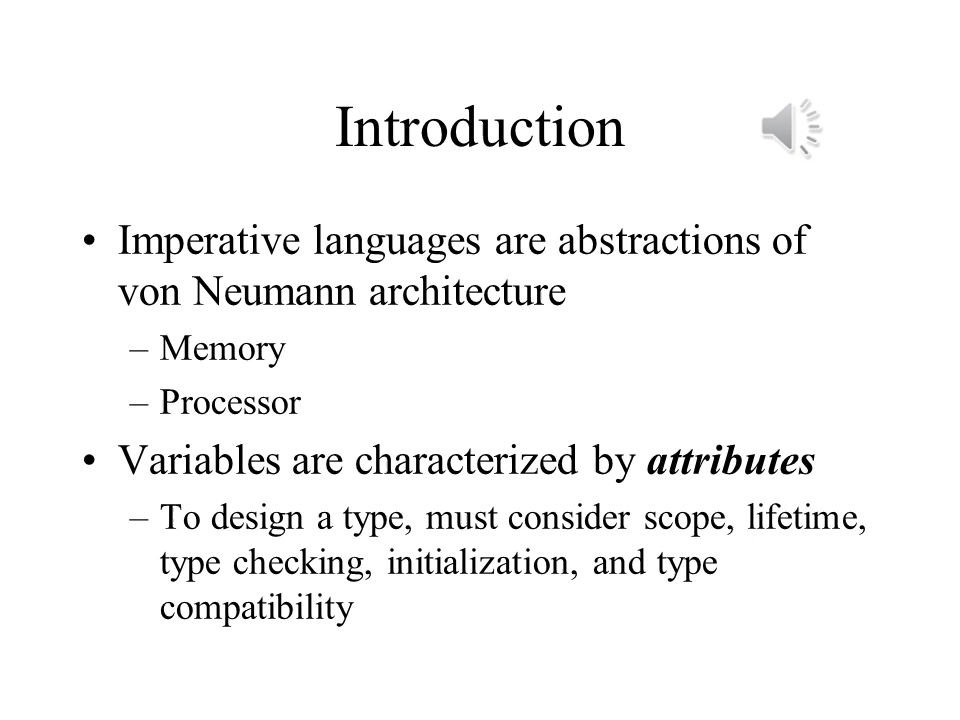 Introduction
• Imperative languages are abstractions of
von Neumann architecture
– Memory
– Processor
• Variables are characterized by attributes
– To design a type, must consider scope, lifetime,
type checking, initialization, and type
compatibility